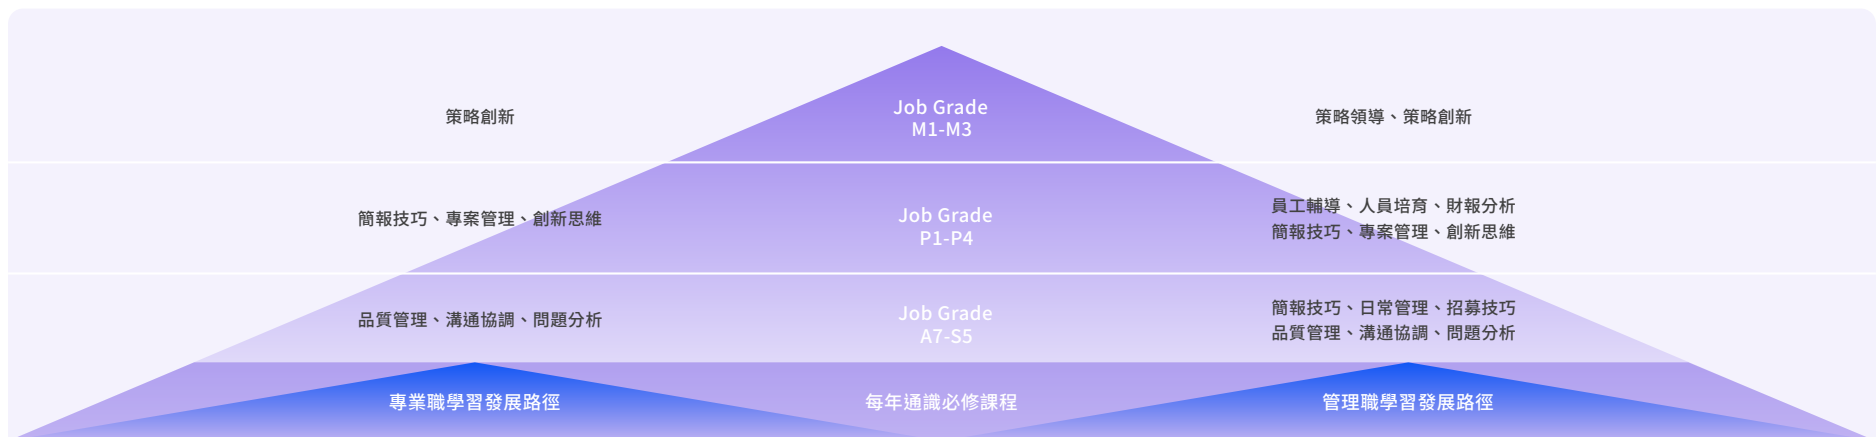 策略創新
Job Grade
M1-M3
策略領導、策略創新
簡報技巧、專案管理、創新思維
Job Grade
P1-P4
員工輔導、人員培育、財報分析
簡報技巧、專案管理、創新思維
品質管理、溝通協調、問題分析
Job Grade
A7-S5
簡報技巧、日常管理、招募技巧
品質管理、溝通協調、問題分析
專業職學習發展路徑
每年通識必修課程
管理職學習發展路徑